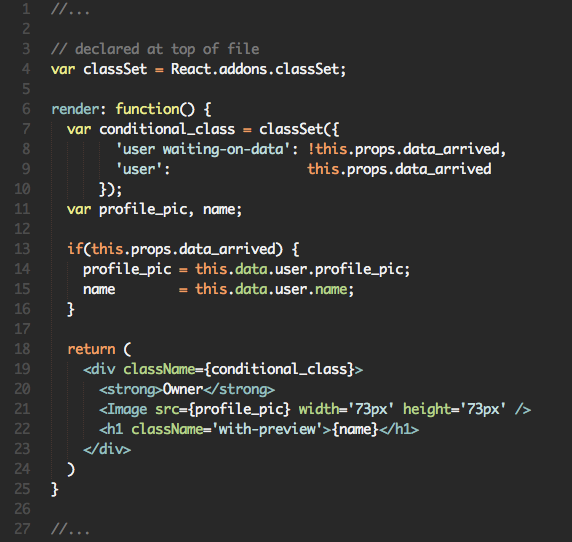 1 //...
2
3 // declared at top of file
4 var classSet = React.addons.classSet;
5
6 render: function() {
7   var conditional_class = classSet({
8         'user waiting-on-data': !this.props.data_arrived,
9         'user':                 this.props.data_arrived
10       });
11   var profile_pic, name;
12
13   if(this.props.data_arrived) {
14     profile_pic = this.data.user.profile_pic;
15     name        = this.data.user.name;
16   }
17
18   return (
19     <div className={conditional_class}>
20       <strong>Owner</strong>
21       <Image src={profile_pic} width='73px' height='73px' />
22       <h1 className='with-preview'>{name}</h1>
23     </div>
24   )
25 }
26
27 //...